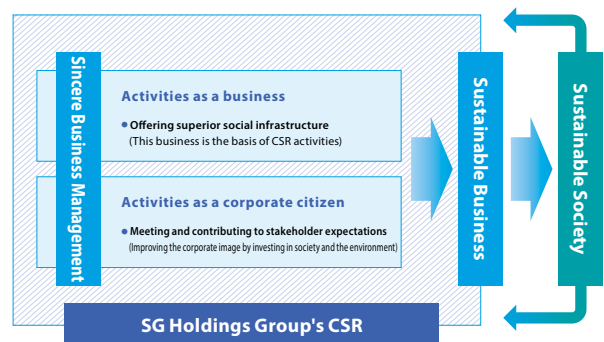 Sincere Business Management
Activities as a business
● Offering superior social infrastructure
(This business is the basis of CSR activities)
Activities as a corporate citizen
● Meeting and contributing to stakeholder expectations
(Improving the corporate image by investing in society and the environment)
Sustainable Business
Sustainable Society
SG Holdings Group's CSR